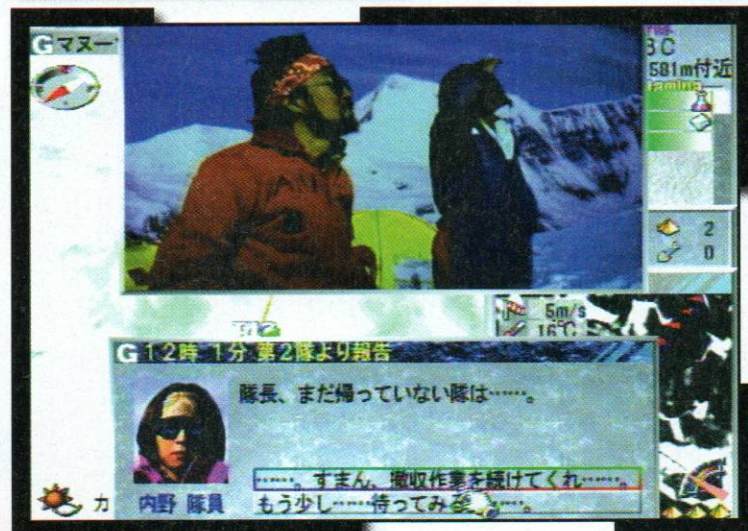 Gマヌー
3C
581m付近
Stamina
2
0
5m/s
16℃
G12時 1分 第2隊より報告
隊長、まだ帰っていない隊は……。
……。すまん、撤収作業を続けてくれ……。
もう少し……待ってみる……。
カ
内野 隊員